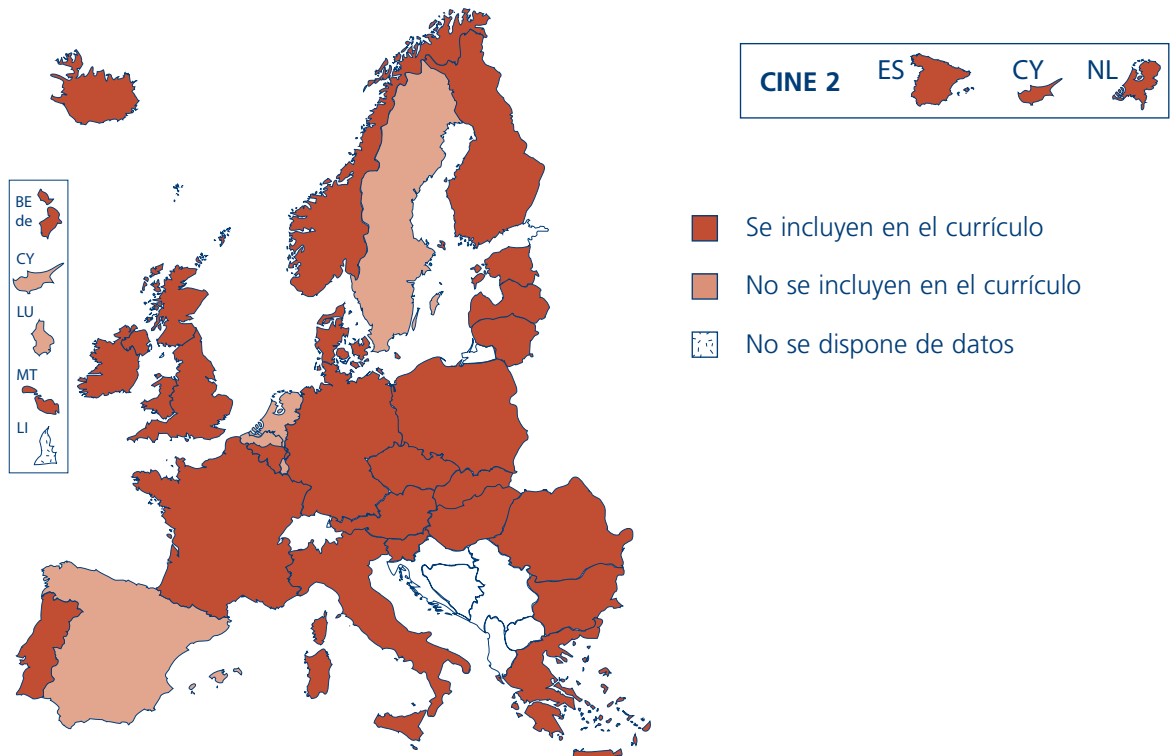 CINE 2 ES CY NL
BE
de
CY
LU
MT
LI
Se incluyen en el currículo
No se incluyen en el currículo
No se dispone de datos